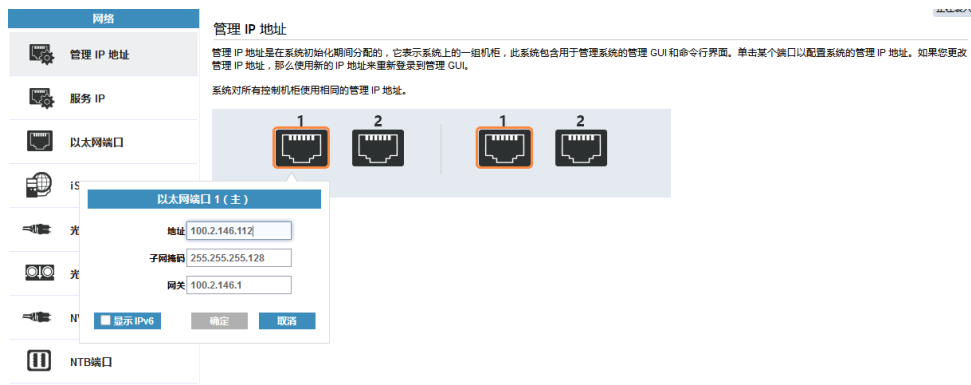 网络
管理 IP 地址
服务 IP
以太网端口
iS
光
光
NTB端口
管理 IP 地址
管理 IP 地址是在系统初始化期间分配的，它表示系统上的一组机柜，此系统包含用于管理系统的管理 GUI 和命令行界面。单击某个端口以配置系统的管理 IP 地址。如果您更改
管理 IP 地址，那么使用新的 IP 地址来重新登录到管理 GUI。
系统对所有控制机柜使用相同的管理 IP 地址。
1 2 1 2
以太网端口 1（主）
地址 100.2.146.112
子网掩码 255.255.255.128
网关 100.2.146.1
显示 IPv6 确定 取消